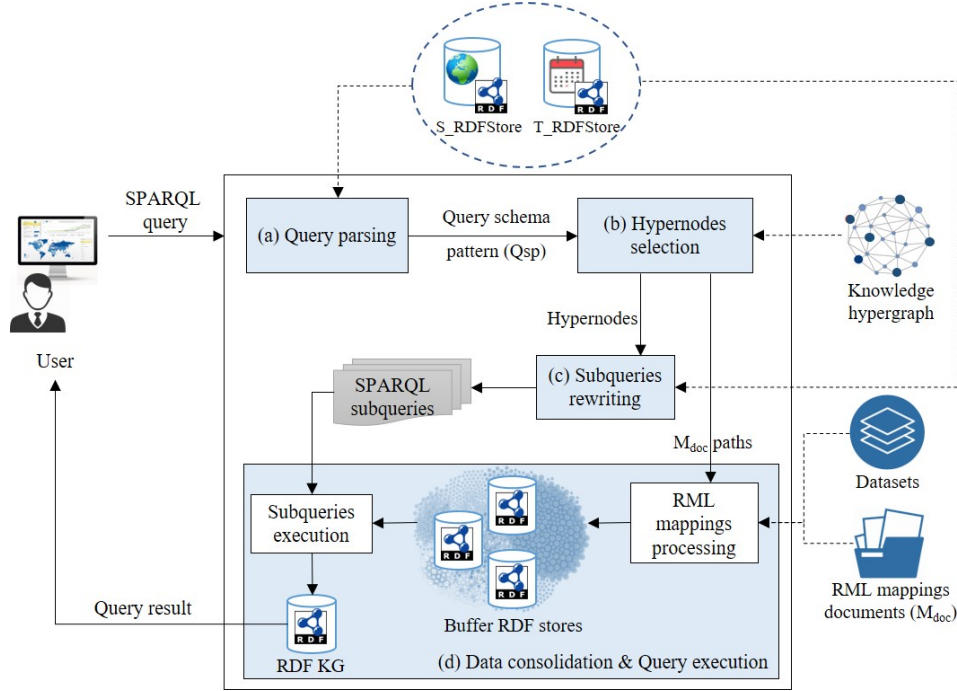 RDF
RDF
S_RDFStore
T_RDFStore
SPARQL
query
(a) Query parsing
Query schema
pattern (Qsp)
(b) Hypernodes
selection
Knowledge
hypergraph
User
Hypernodes
SPARQL
subqueries
(c) Subqueries
rewriting
Mdoc paths
Datasets
Subqueries
execution
RDF
RDF
RDF
RML
mappings
processing
RML mappings
documents (Mdoc)
Query result
RDF
Buffer RDF stores
RDF KG
(d) Data consolidation & Query execution